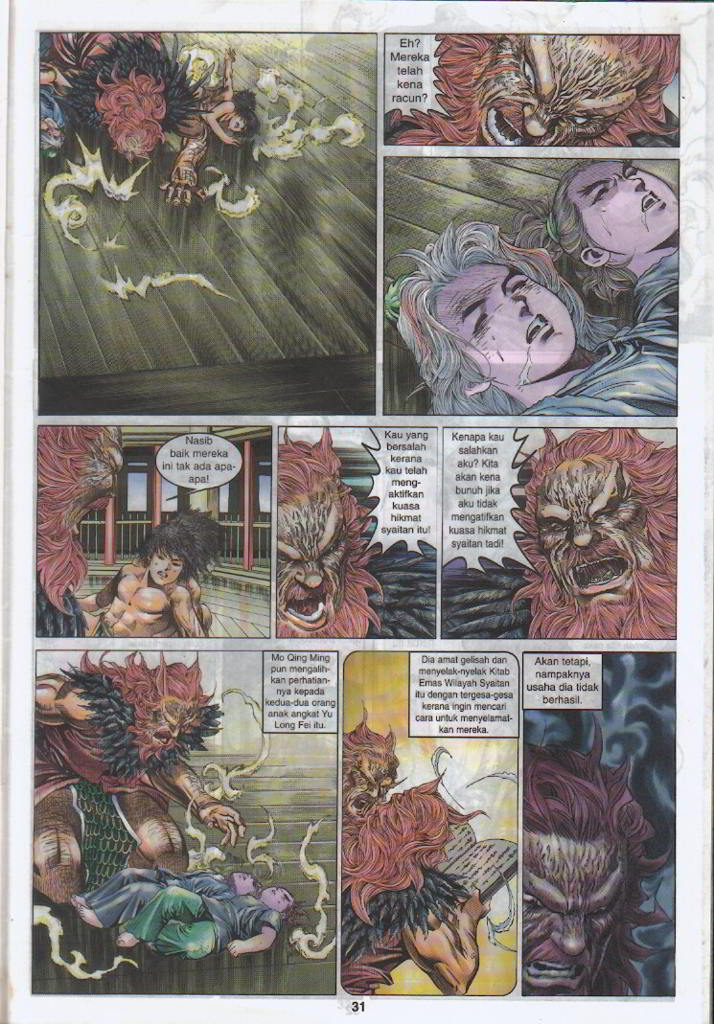 Eh?
Mereka
telah
kena
racun?
Nasib
baik mereka
ini tak ada apa-
apa!
Kau yang
bersalah
kerana
kau telah
meng-
aktifkan
kuasa
hikmat
syaitan itu!
Kenapa kau
salahkan
aku? Kita
akan kena
bunuh jika
aku tidak
mengatifkan
kuasa hikmat
syaitan tadi!
Mo Qing Ming
pun mengalih-
kan perhatian-
nya kepada
kedua-dua orang
anak angkat Yu
Long Fei itu.
Dia amat gelisah dan
menyelak-nyelak Kitab
Emas Wilayah Syaitan
itu dengan tergesa-gesa
kerana ingin mencari
cara untuk menyelamat-
kan mereka.
Akan tetapi,
nampaknya
usaha dia tidak
berhasil.
31